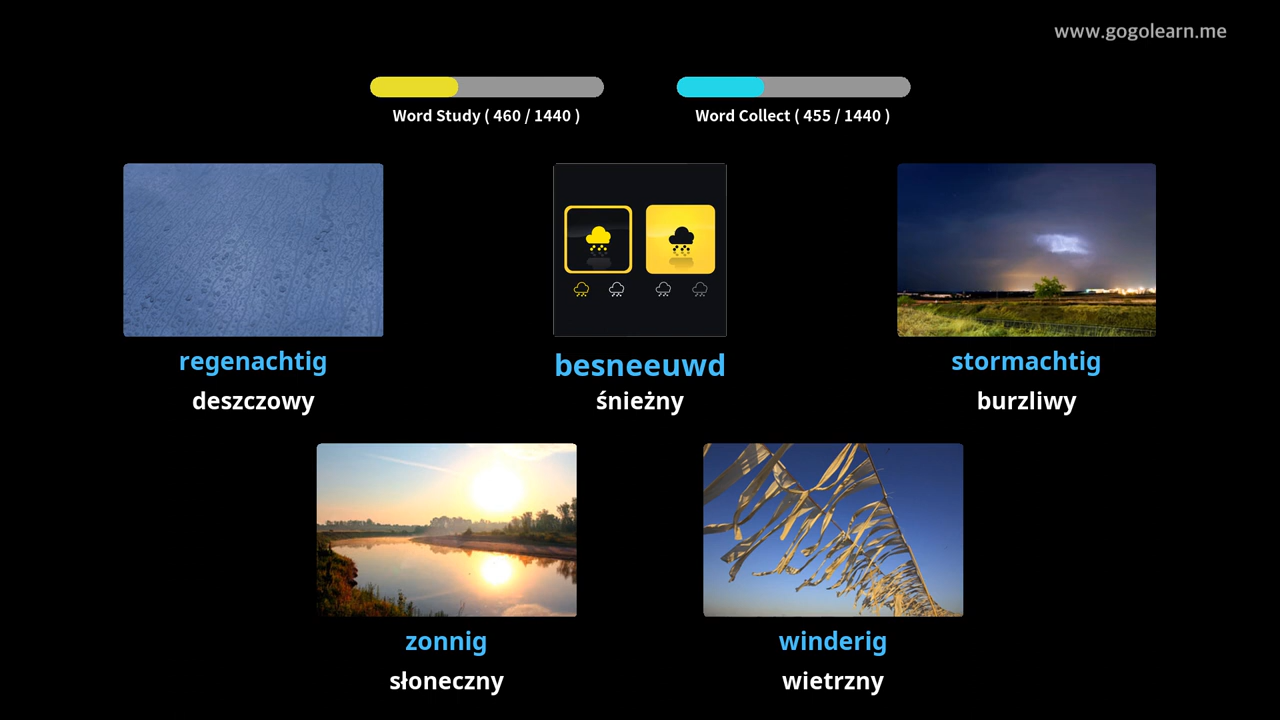 www.gogolearn.me
Word Study ( 460 / 1440 )
Word Collect ( 455 / 1440 )
regenachtig
deszczowy
besneeuwd
śnieżny
stormachtig
burzliwy
zonnig
słoneczny
winderig
wietrzny